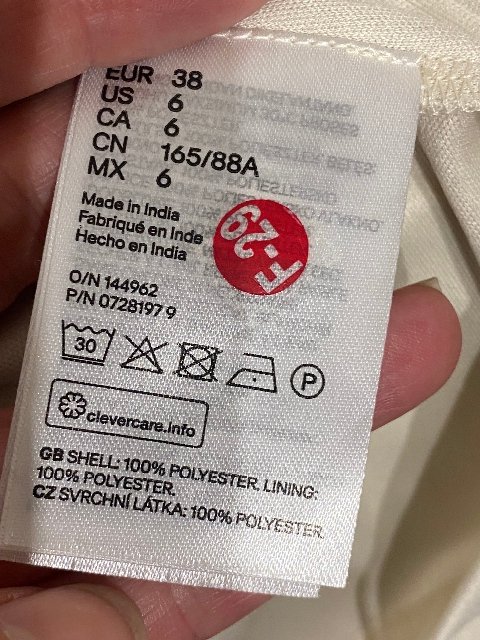 EUR 38
US 6
CA 6
CN 165/88A
MX 6
Made in India
Fabriqué en Inde
Hecho en India
F-29
O/N 144962
P/N 0728197 9
30
P
clevercare.info
GB SHELL: 100% POLYESTER. LINING:
100% POLYESTER.
CZ SVRCHNÍ LÁTKA: 100% POLYESTER.